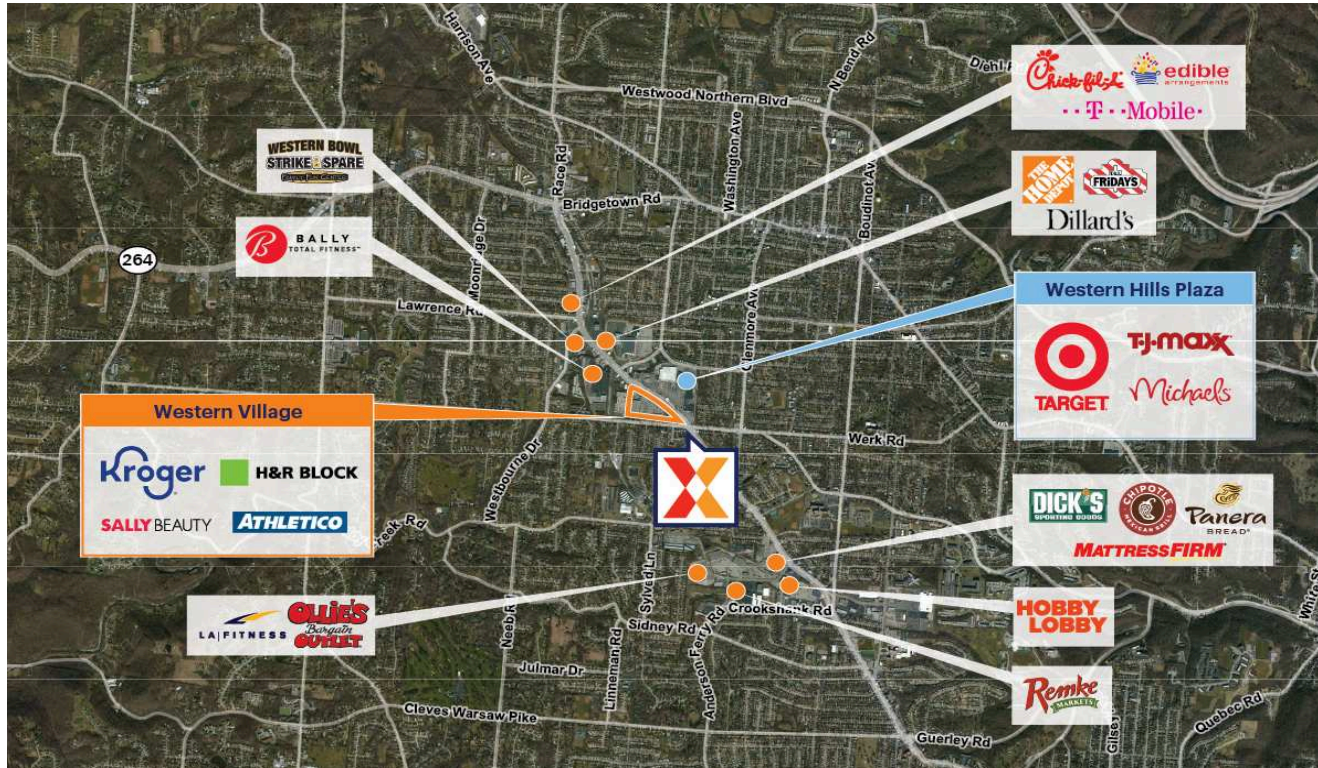 Harrison Ave
N Bend Rd
Diehl
Chick-fil-A
edible
arrangements
T Mobile
Westwood Northern Blvd
WESTERN BOWL
STRIKE & SPARE
Washington Ave
Race Rd
Boudinot Ave
THE HOME DEPOT
FRIDAYS
Dillard's
Bridgetown Rd
BALLY
TOTAL FITNESS
264
Lawrence Rd
Glenmore Ave
Western Hills Plaza
TARGET
T·J·maxx
Michaels
Western Village
Kroger
H&R BLOCK
SALLY BEAUTY
ATHLETICO
Werk Rd
Westbourne Dr
Creek Rd
DICK'S
SPORTING GOODS
CHIPOTLE
MEXICAN GRILL
Panera
BREAD
MATTRESSFIRM
Sylved Ln
LA|FITNESS
OLLIE'S
Bargain
OUTLET
Crookshank Rd
HOBBY
LOBBY
Sidney Rd
Neeb Rd
Anderson Ferry Rd
Julmar Dr
Linneman Rd
Remke
MARKETS
Cleves Warsaw Pike
Guerley Rd
Quebec Rd